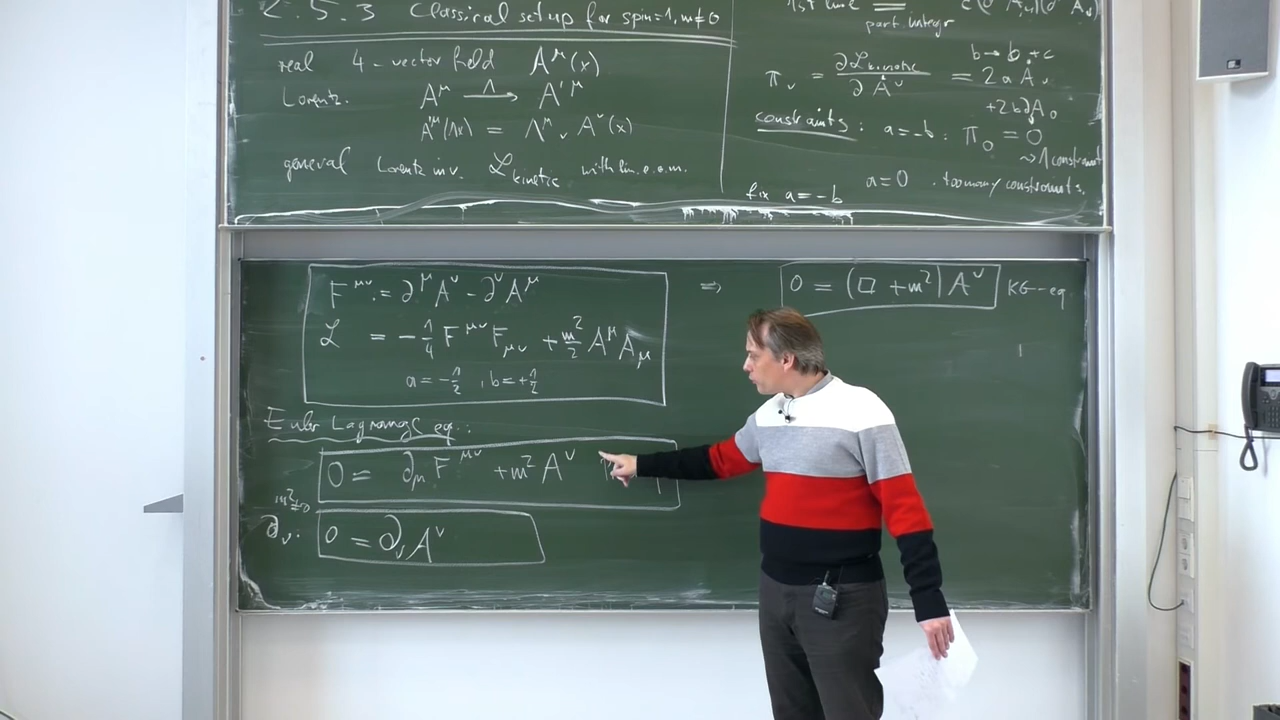 2.5.3 Classical setup for spin=1, m≠0
real 4-vector field A^μ(x)
Lorentz. A^μ —Λ→ A'^μ
A'^μ(Λx) = Λ^μ_ν A^ν(x)
general Lorentz inv. ℒ_kinetic with lin. e.o.m.
part. integr
b → b + c
π_ν = ∂ℒ_kinetic / ∂Ȧ^ν = 2a Ȧ_ν
+2b∂A_0
constraints: a=-b: π_0 = 0
⤳ 1 constraint
a=0 . too many constraints.
fix a=-b
F^{μν} := ∂^μ A^ν - ∂^ν A^μ
ℒ = -1/4 F^{μν} F_{μν} + m²/2 A^μ A_μ
a=-1/2 , b=+1/2
Euler Lagrange eq.:
0 = ∂_μ F^{μν} + m² A^ν
m²≠0
∂_ν: 0 = ∂_ν A^ν
⇒ 0 = (□ + m²) A^ν KG-eq